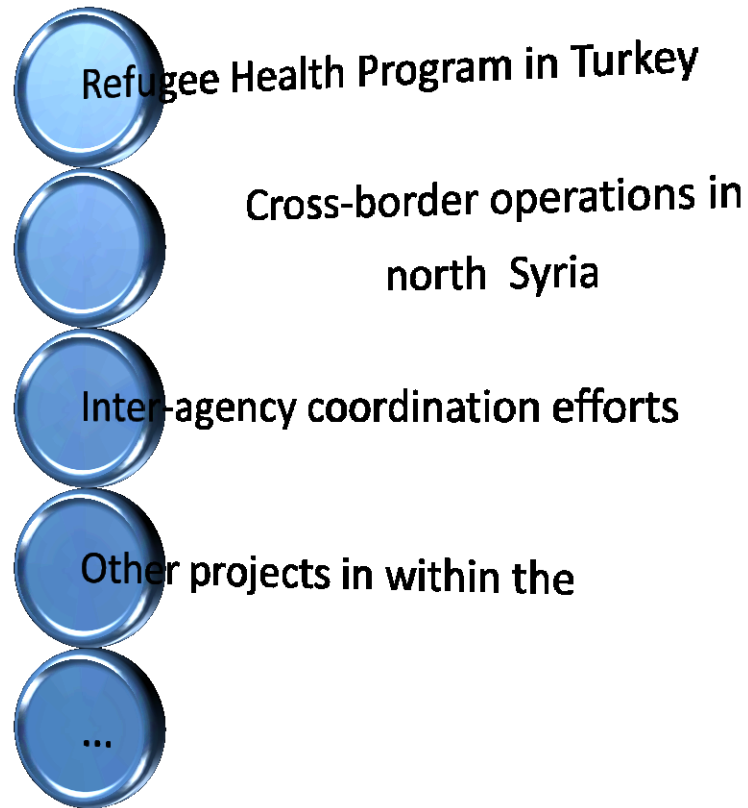 Refugee Health Program in Turkey
Cross-border operations in
north Syria
Inter-agency coordination efforts
Other projects in within the
...